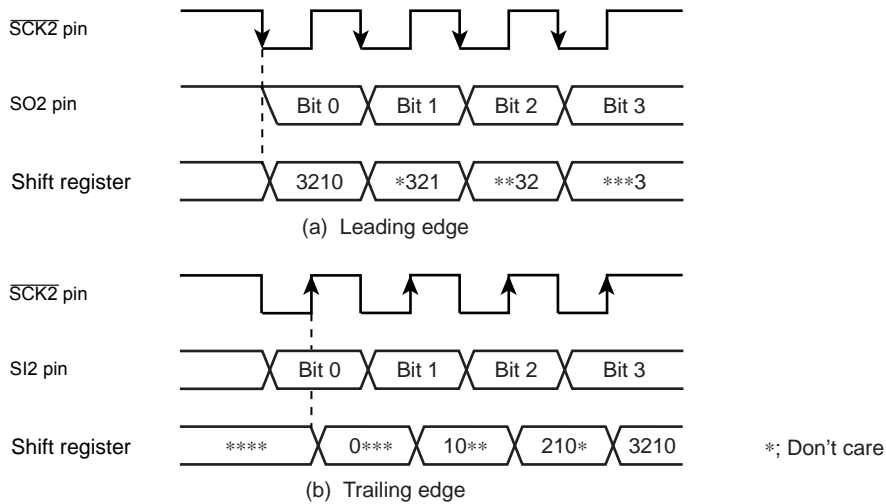 SCK2 pin
SO2 pin Bit 0 Bit 1 Bit 2 Bit 3
Shift register 3210 *321 **32 ***3
(a) Leading edge
SCK2 pin
SI2 pin Bit 0 Bit 1 Bit 2 Bit 3
Shift register **** 0*** 10** 210* 3210 *; Don't care
(b) Trailing edge